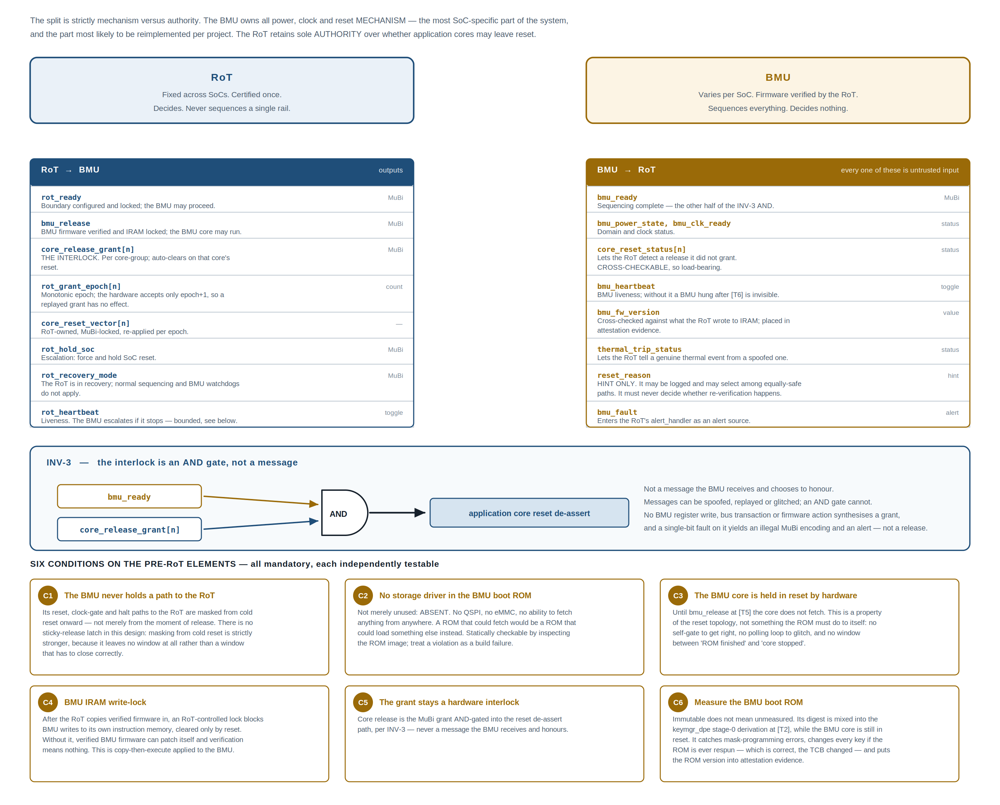 The split is strictly mechanism versus authority. The BMU owns all power, clock and reset MECHANISM — the most SoC-specific part of the system,
and the part most likely to be reimplemented per project. The RoT retains sole AUTHORITY over whether application cores may leave reset.
RoT
Fixed across SoCs. Certified once.
Decides. Never sequences a single rail.
BMU
Varies per SoC. Firmware verified by the RoT.
Sequences everything. Decides nothing.
RoT → BMU outputs
rot_ready MuBi
Boundary configured and locked; the BMU may proceed.
bmu_release MuBi
BMU firmware verified and IRAM locked; the BMU core may run.
core_release_grant[n] MuBi
THE INTERLOCK. Per core-group; auto-clears on that core's
reset.
rot_grant_epoch[n] count
Monotonic epoch; the hardware accepts only epoch+1, so a
replayed grant has no effect.
core_reset_vector[n] —
RoT-owned, MuBi-locked, re-applied per epoch.
rot_hold_soc MuBi
Escalation: force and hold SoC reset.
rot_recovery_mode MuBi
The RoT is in recovery; normal sequencing and BMU watchdogs
do not apply.
rot_heartbeat toggle
Liveness. The BMU escalates if it stops — bounded, see below.
BMU → RoT every one of these is untrusted input
bmu_ready MuBi
Sequencing complete — the other half of the INV-3 AND.
bmu_power_state, bmu_clk_ready status
Domain and clock status.
core_reset_status[n] status
Lets the RoT detect a release it did not grant.
CROSS-CHECKABLE, so load-bearing.
bmu_heartbeat toggle
BMU liveness; without it a BMU hung after [T6] is invisible.
bmu_fw_version value
Cross-checked against what the RoT wrote to IRAM; placed in
attestation evidence.
thermal_trip_status status
Lets the RoT tell a genuine thermal event from a spoofed one.
reset_reason hint
HINT ONLY. It may be logged and may select among equally-safe
paths. It must never decide whether re-verification happens.
bmu_fault alert
Enters the RoT's alert_handler as an alert source.
INV-3 — the interlock is an AND gate, not a message
bmu_ready
core_release_grant[n]
AND
application core reset de-assert
Not a message the BMU receives and chooses to honour.
Messages can be spoofed, replayed or glitched; an AND gate cannot.
No BMU register write, bus transaction or firmware action synthesises a grant,
and a single-bit fault on it yields an illegal MuBi encoding and an alert — not a release.
SIX CONDITIONS ON THE PRE-RoT ELEMENTS — all mandatory, each independently testable
C1 The BMU never holds a path to the RoT
Its reset, clock-gate and halt paths to the RoT are masked from cold
reset onward — not merely from the moment of release. There is no
sticky-release latch in this design: masking from cold reset is strictly
stronger, because it leaves no window at all rather than a window
that has to close correctly.
C2 No storage driver in the BMU boot ROM
Not merely unused: ABSENT. No QSPI, no eMMC, no ability to fetch
anything from anywhere. A ROM that could fetch would be a ROM that
could load something else instead. Statically checkable by inspecting
the ROM image; treat a violation as a build failure.
C3 The BMU core is held in reset by hardware
Until bmu_release at [T5] the core does not fetch. This is a property
of the reset topology, not something the ROM must do to itself: no
self-gate to get right, no polling loop to glitch, and no window
between 'ROM finished' and 'core stopped'.
C4 BMU IRAM write-lock
After the RoT copies verified firmware in, an RoT-controlled lock blocks
BMU writes to its own instruction memory, cleared only by reset.
Without it, verified BMU firmware can patch itself and verification
means nothing. This is copy-then-execute applied to the BMU.
C5 The grant stays a hardware interlock
Core release is the MuBi grant AND-gated into the reset de-assert
path, per INV-3 — never a message the BMU receives and honours.
C6 Measure the BMU boot ROM
Immutable does not mean unmeasured. Its digest is mixed into the
keymgr_dpe stage-0 derivation at [T2], while the BMU core is still in
reset. It catches mask-programming errors, changes every key if the
ROM is ever respun — which is correct, the TCB changed — and puts
the ROM version into attestation evidence.